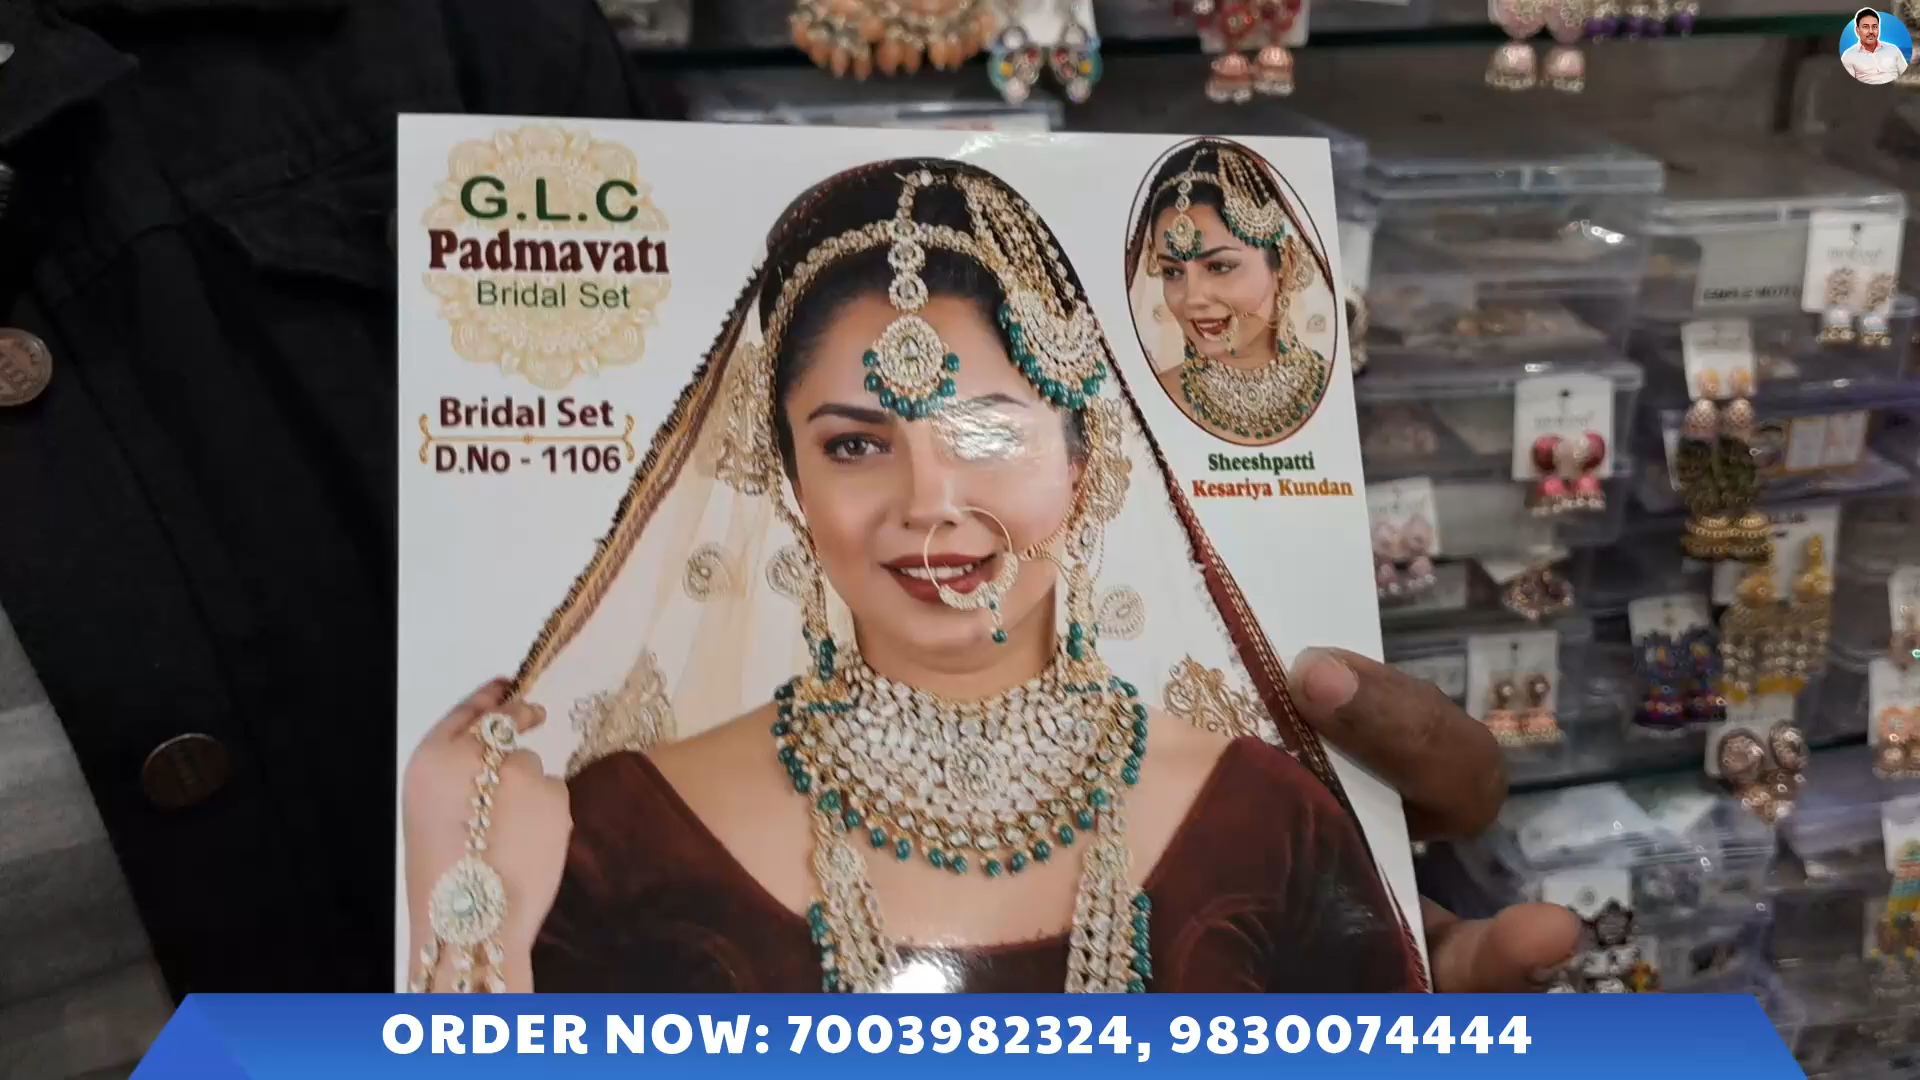 G.L.C
Padmavati
Bridal Set
Bridal Set
D.No - 1106
Sheeshpatti
Kesariya Kundan
ORDER NOW: 7003982324, 9830074444